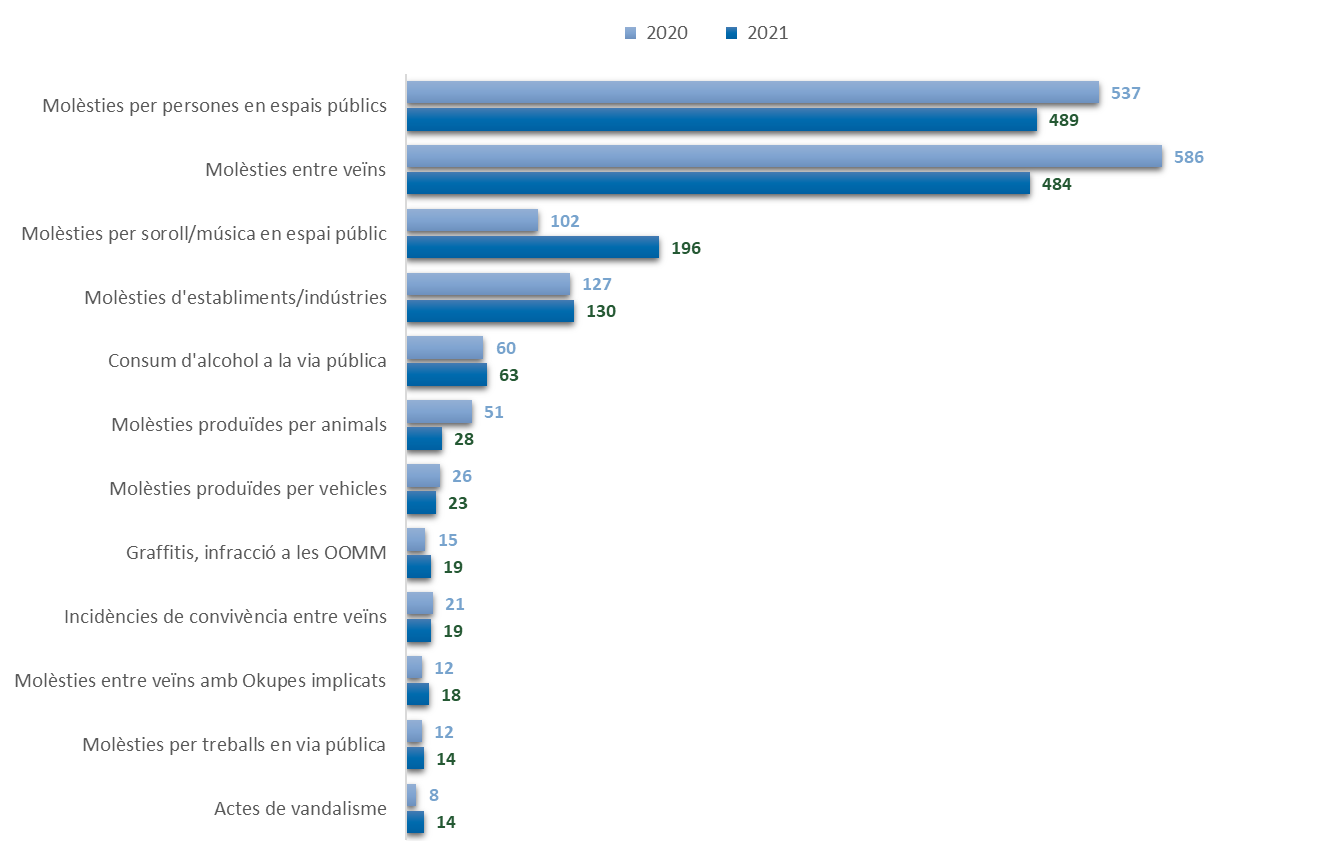 2020 2021
Molèsties per persones en espais públics
537
489
Molèsties entre veïns
586
484
Molèsties per soroll/música en espai públic
102
196
Molèsties d'establiments/indústries
127
130
Consum d'alcohol a la via pública
60
63
Molèsties produïdes per animals
51
28
Molèsties produïdes per vehicles
26
23
Graffitis, infracció a les OOMM
15
19
Incidències de convivència entre veïns
21
19
Molèsties entre veïns amb Okupes implicats
12
18
Molèsties per treballs en via pública
12
14
Actes de vandalisme
8
14